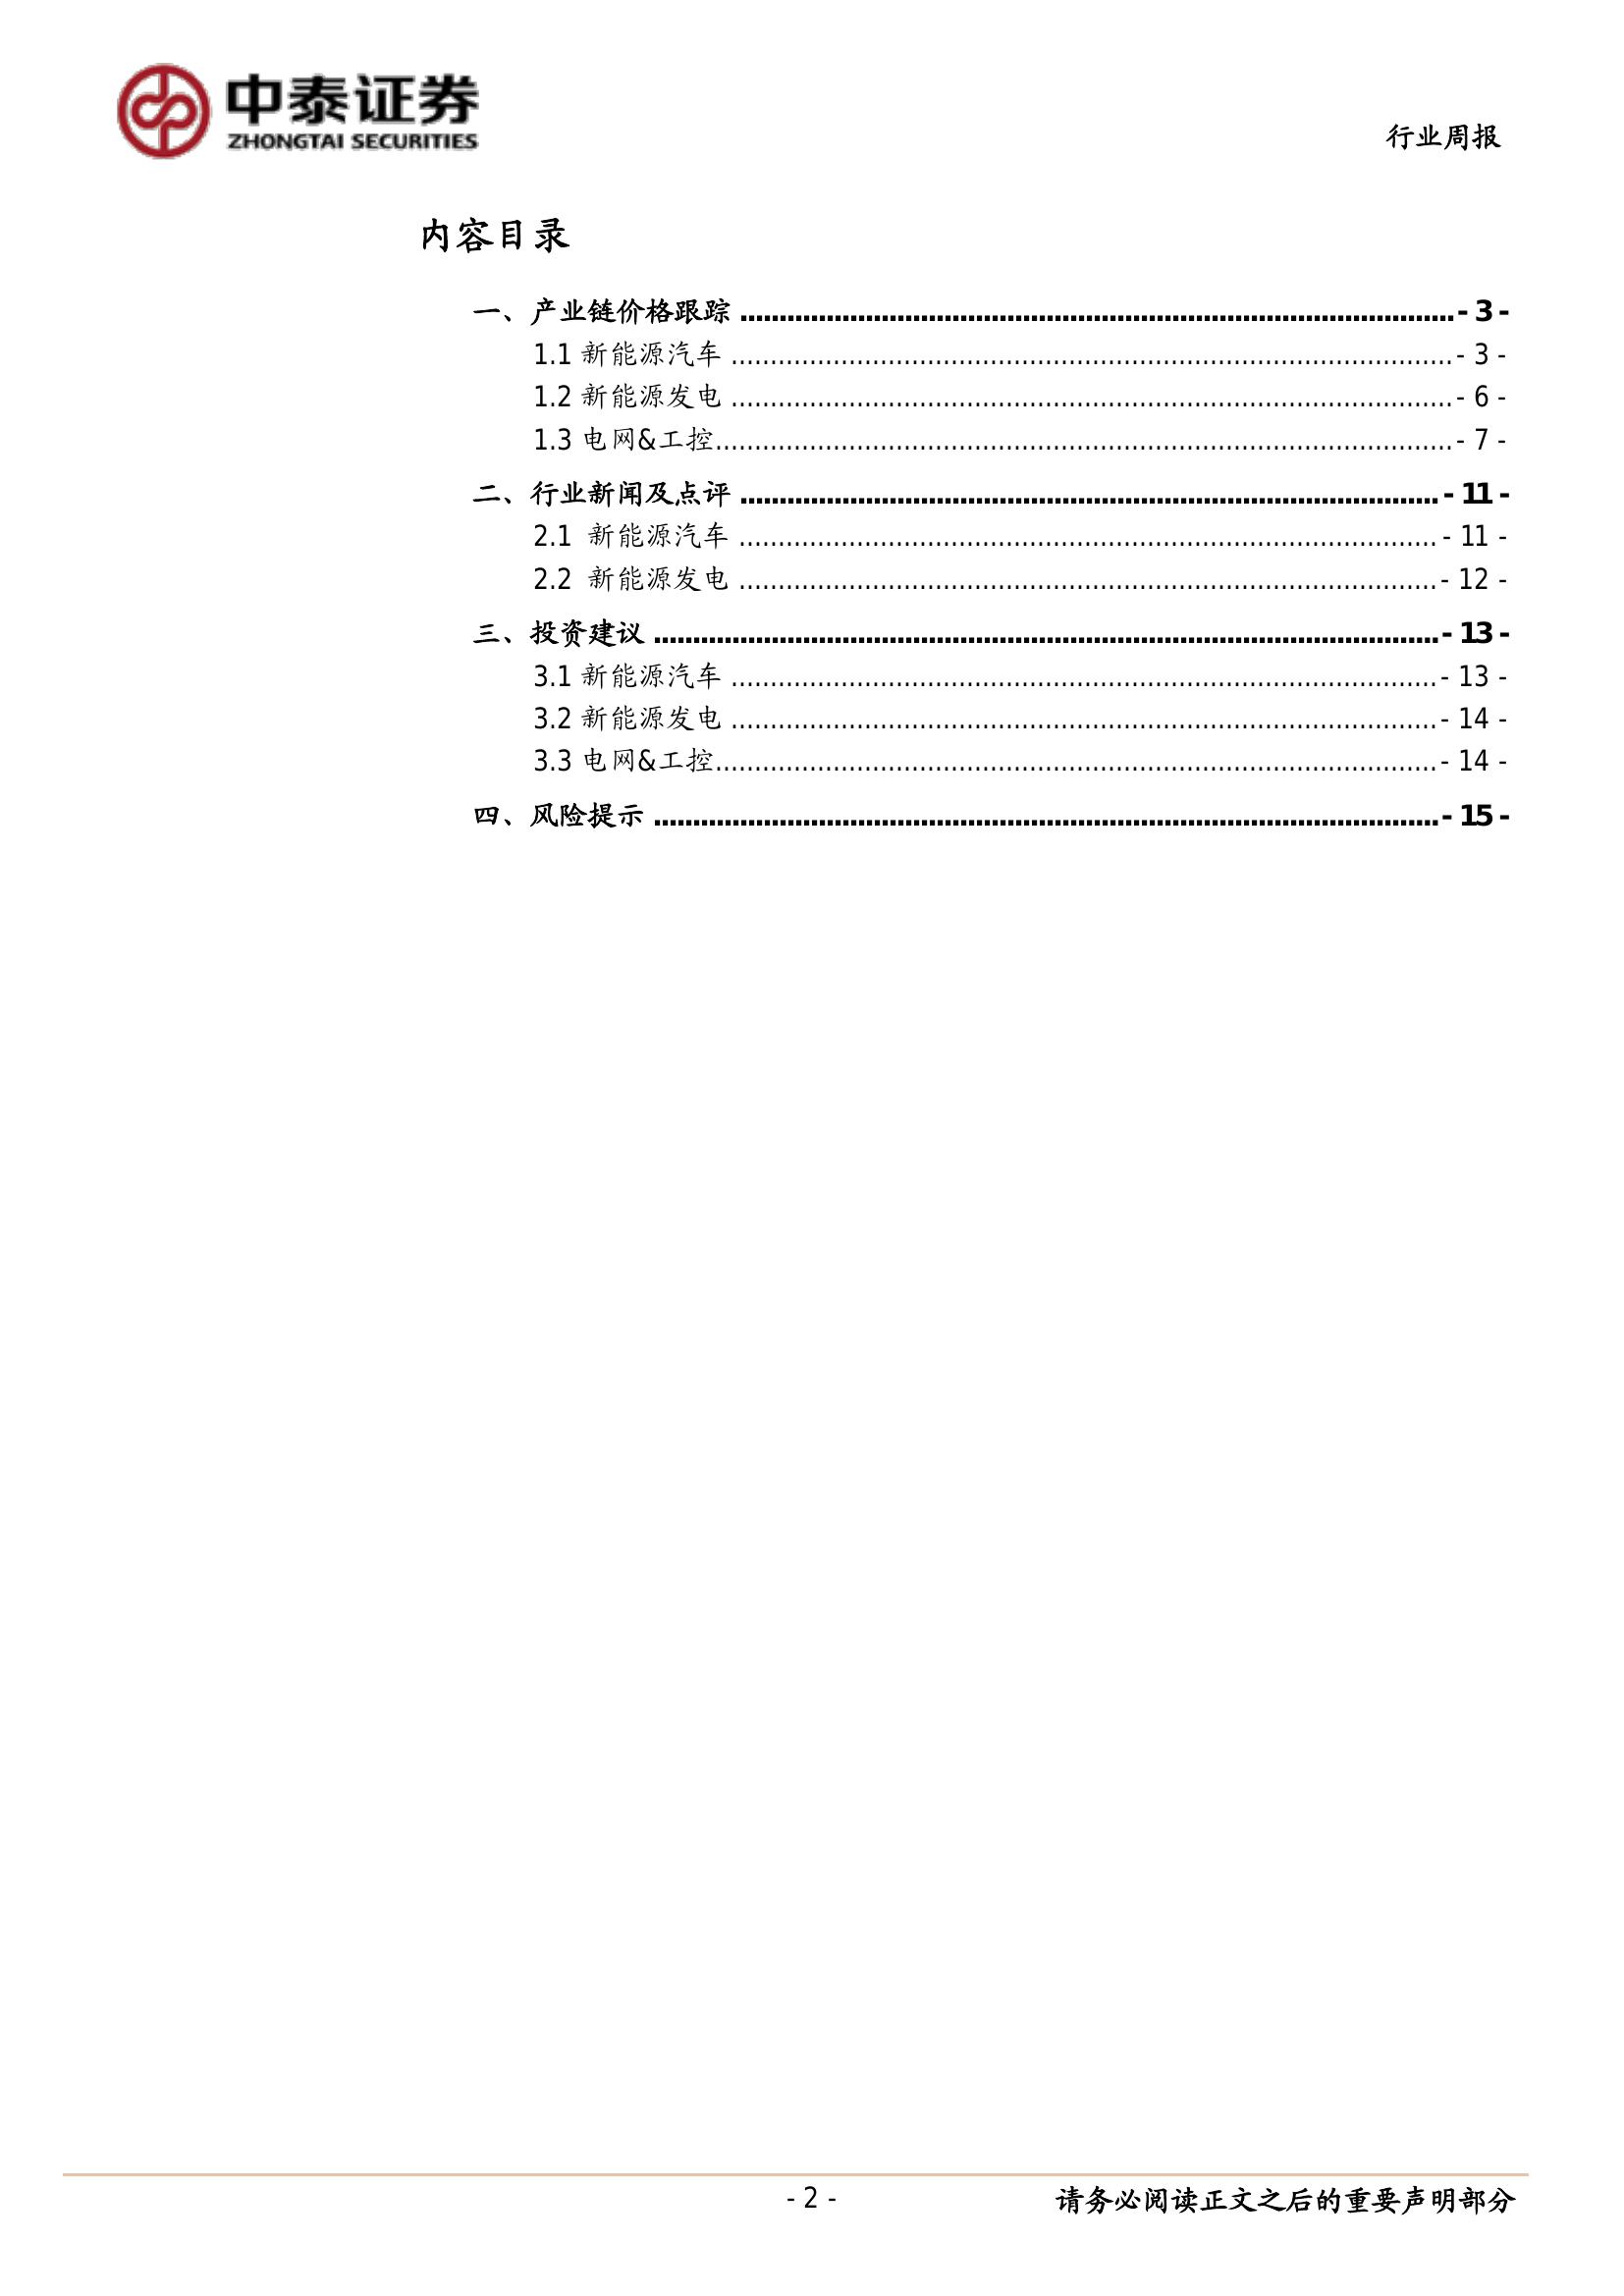 中泰证券
ZHONGTAI SECURITIES
行业周报
内容目录
一、产业链价格跟踪 ........................................................................................... - 3 -
1.1 新能源汽车 ........................................................................................... - 3 -
1.2 新能源发电 ........................................................................................... - 6 -
1.3 电网&工控 ........................................................................................... - 7 -
二、行业新闻及点评 ........................................................................................... - 11 -
2.1 新能源汽车 ........................................................................................... - 11 -
2.2 新能源发电 ........................................................................................... - 12 -
三、投资建议 ........................................................................................... - 13 -
3.1 新能源汽车 ........................................................................................... - 13 -
3.2 新能源发电 ........................................................................................... - 14 -
3.3 电网&工控 ........................................................................................... - 14 -
四、风险提示 ........................................................................................... - 15 -
- 2 -
请务必阅读正文之后的重要声明部分